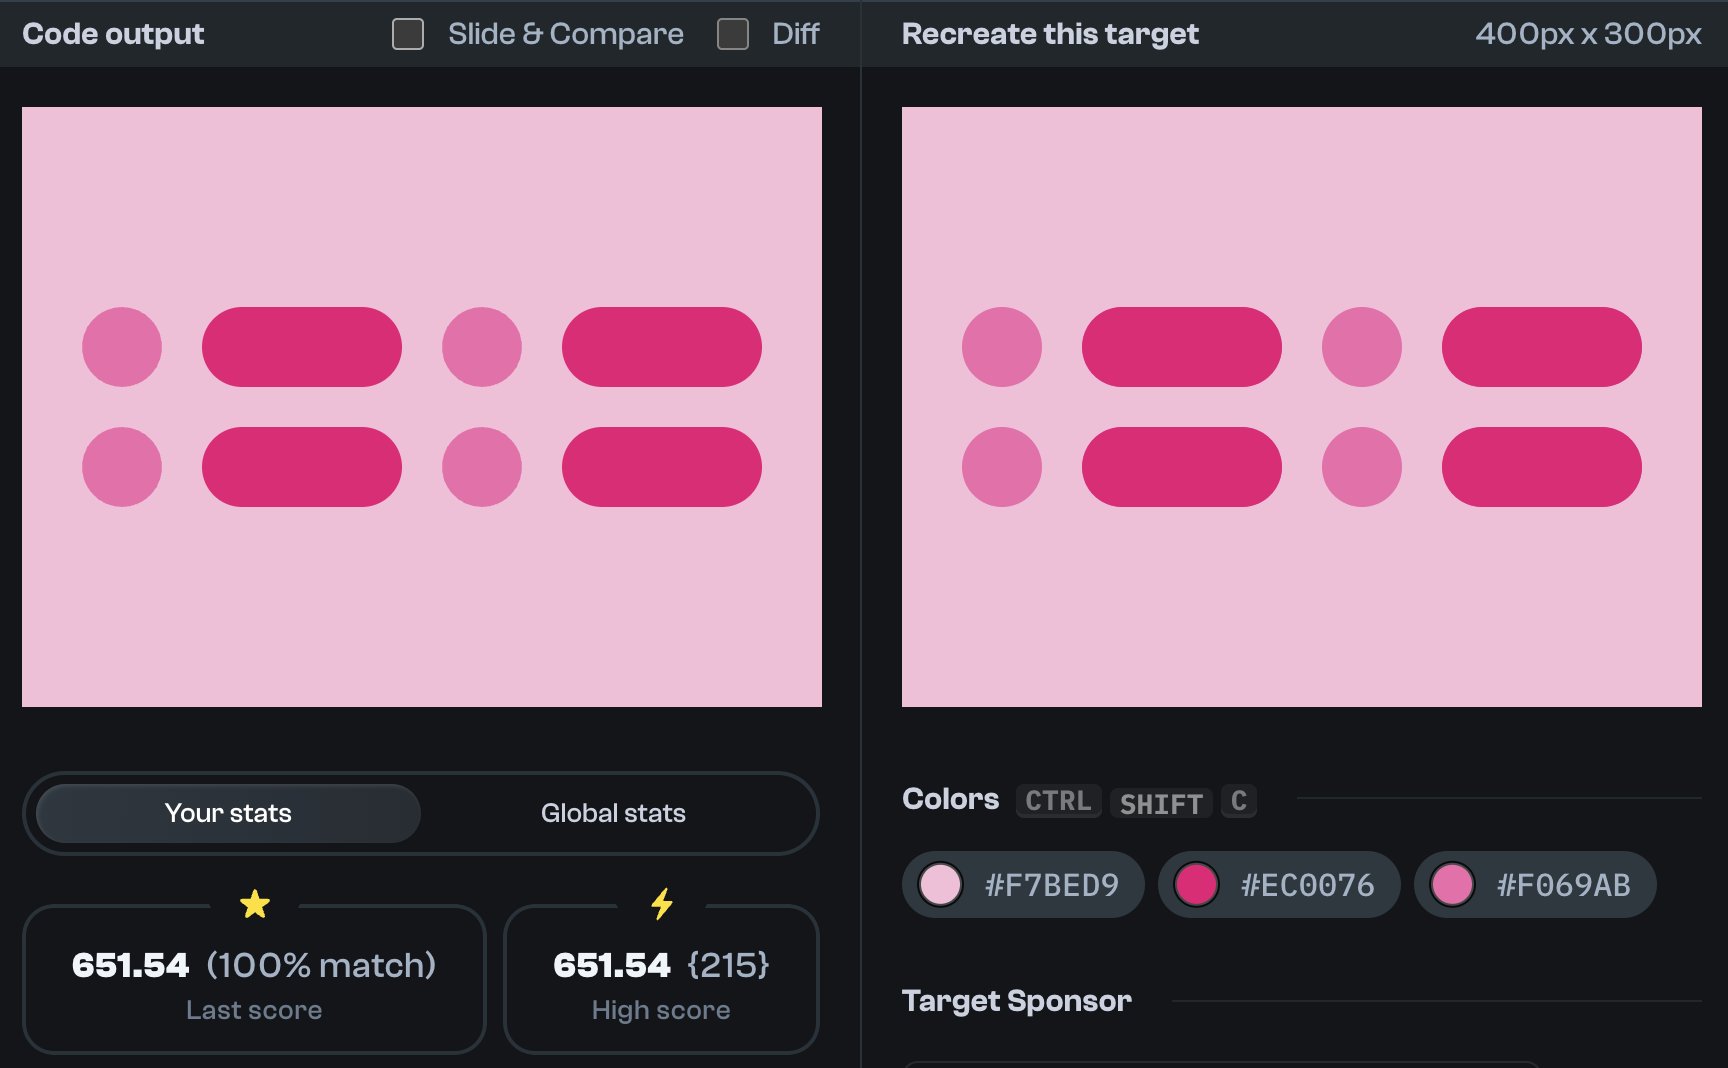 Code output
Slide & Compare
Diff
Recreate this target
400px x 300px
Your stats
Global stats
651.54 (100% match)
Last score
651.54 {215}
High score
Colors CTRL SHIFT C
#F7BED9
#EC0076
#F069AB
Target Sponsor